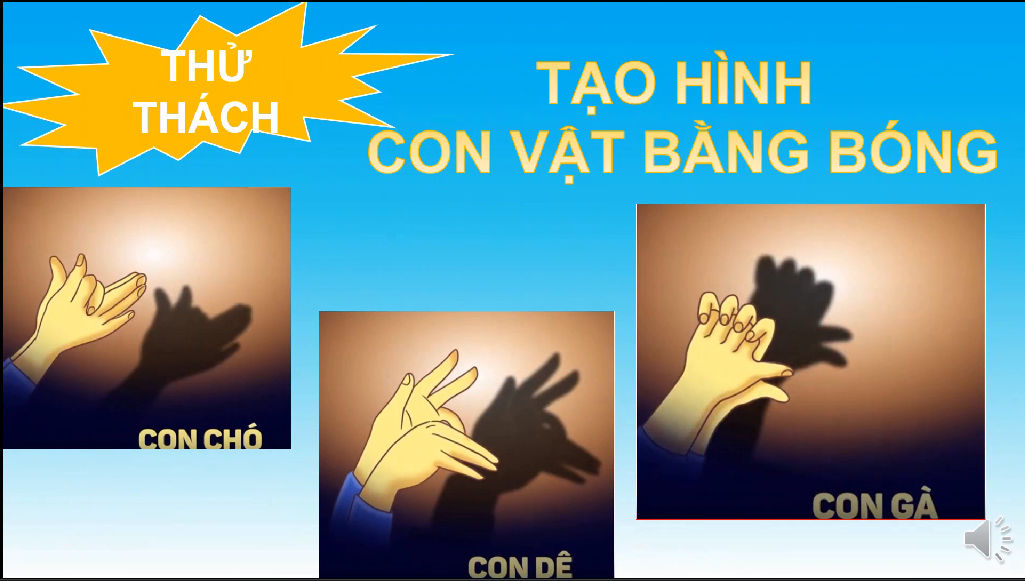 THỬ
THÁCH
TẠO HÌNH
CON VẬT BẰNG BÓNG
CON CHÓ
CON DÊ
CON GÀ